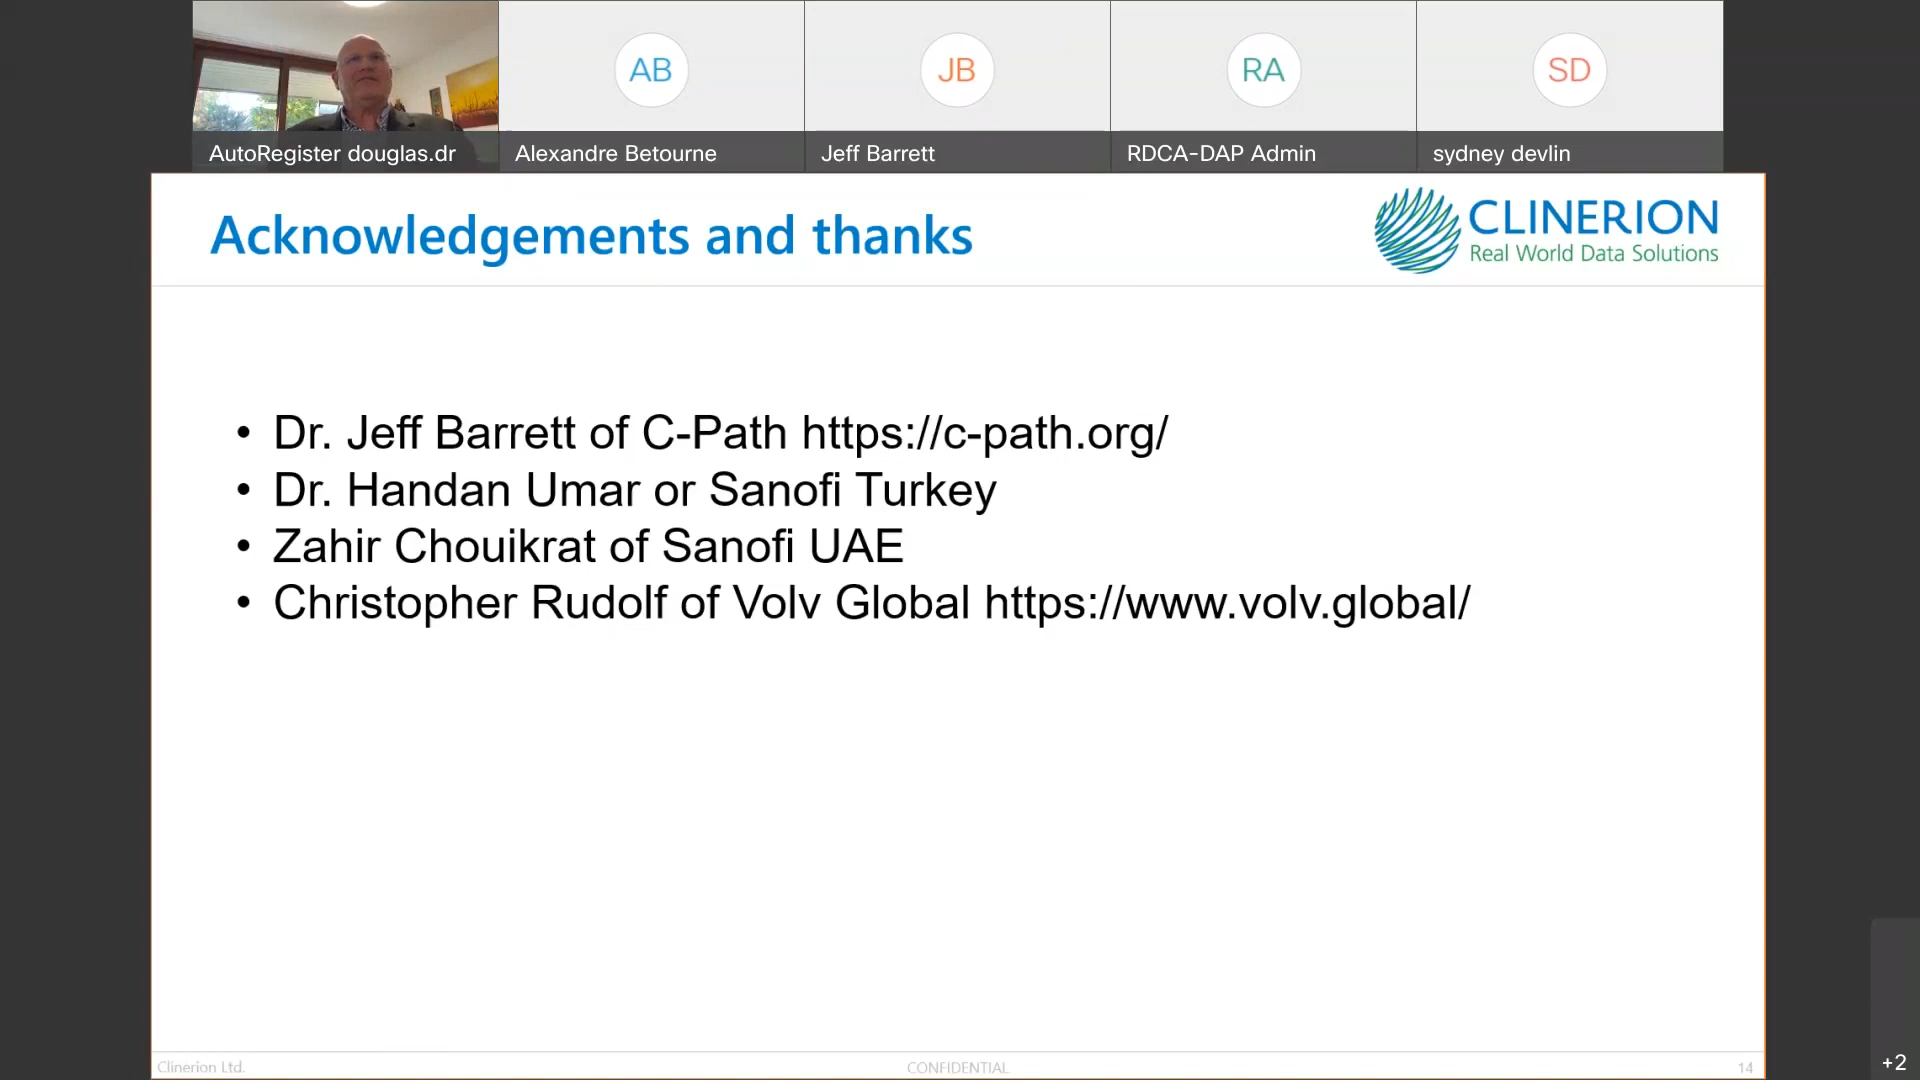 AB
JB
RA
SD
AutoRegister douglas.dr
Alexandre Betourne
Jeff Barrett
RDCA-DAP Admin
sydney devlin
Acknowledgements and thanks
CLINERION
Real World Data Solutions
• Dr. Jeff Barrett of C-Path https://c-path.org/
• Dr. Handan Umar or Sanofi Turkey
• Zahir Chouikrat of Sanofi UAE
• Christopher Rudolf of Volv Global https://www.volv.global/
Clinerion Ltd.
CONFIDENTIAL
14
+2